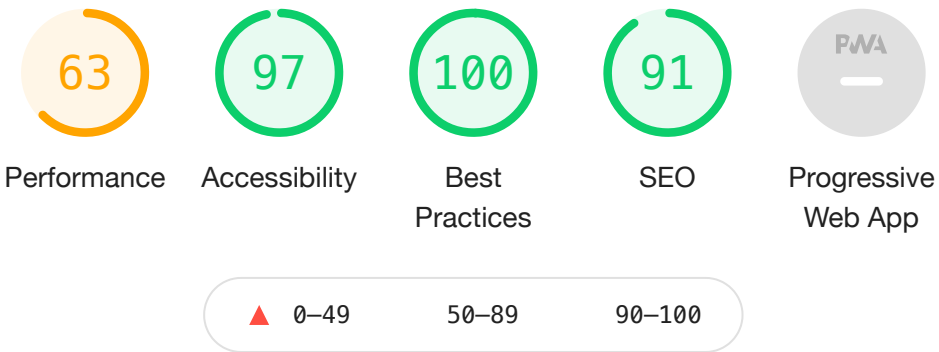 63
97
100
91
PWA
Performance
Accessibility
Best
Practices
SEO
Progressive
Web App
0–49
50–89
90–100